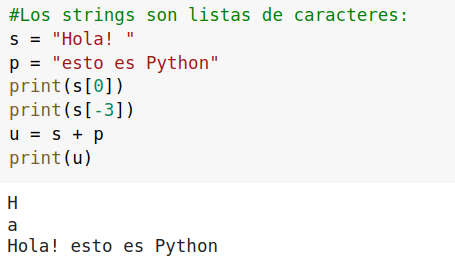 #Los strings son listas de caracteres:
s = "Hola! "
p = "esto es Python"
print(s[0])
print(s[-3])
u = s + p
print(u)
H
a
Hola! esto es Python